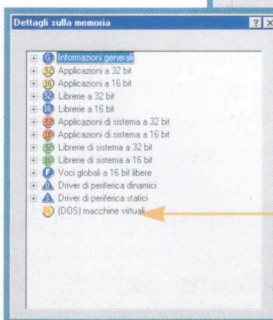 Dettagli sulla memoria
Informazioni generali
Applicazioni a 32 bit
Applicazioni a 16 bit
Librerie a 32 bit
Librerie a 16 bit
Applicazioni di sistema a 32 bit
Applicazioni di sistema a 16 bit
Librerie di sistema a 32 bit
Librerie di sistema a 16 bit
Voci globali a 16 bit libere
Driver di periferica dinamici
Driver di periferica statici
(DOS) macchine virtuali